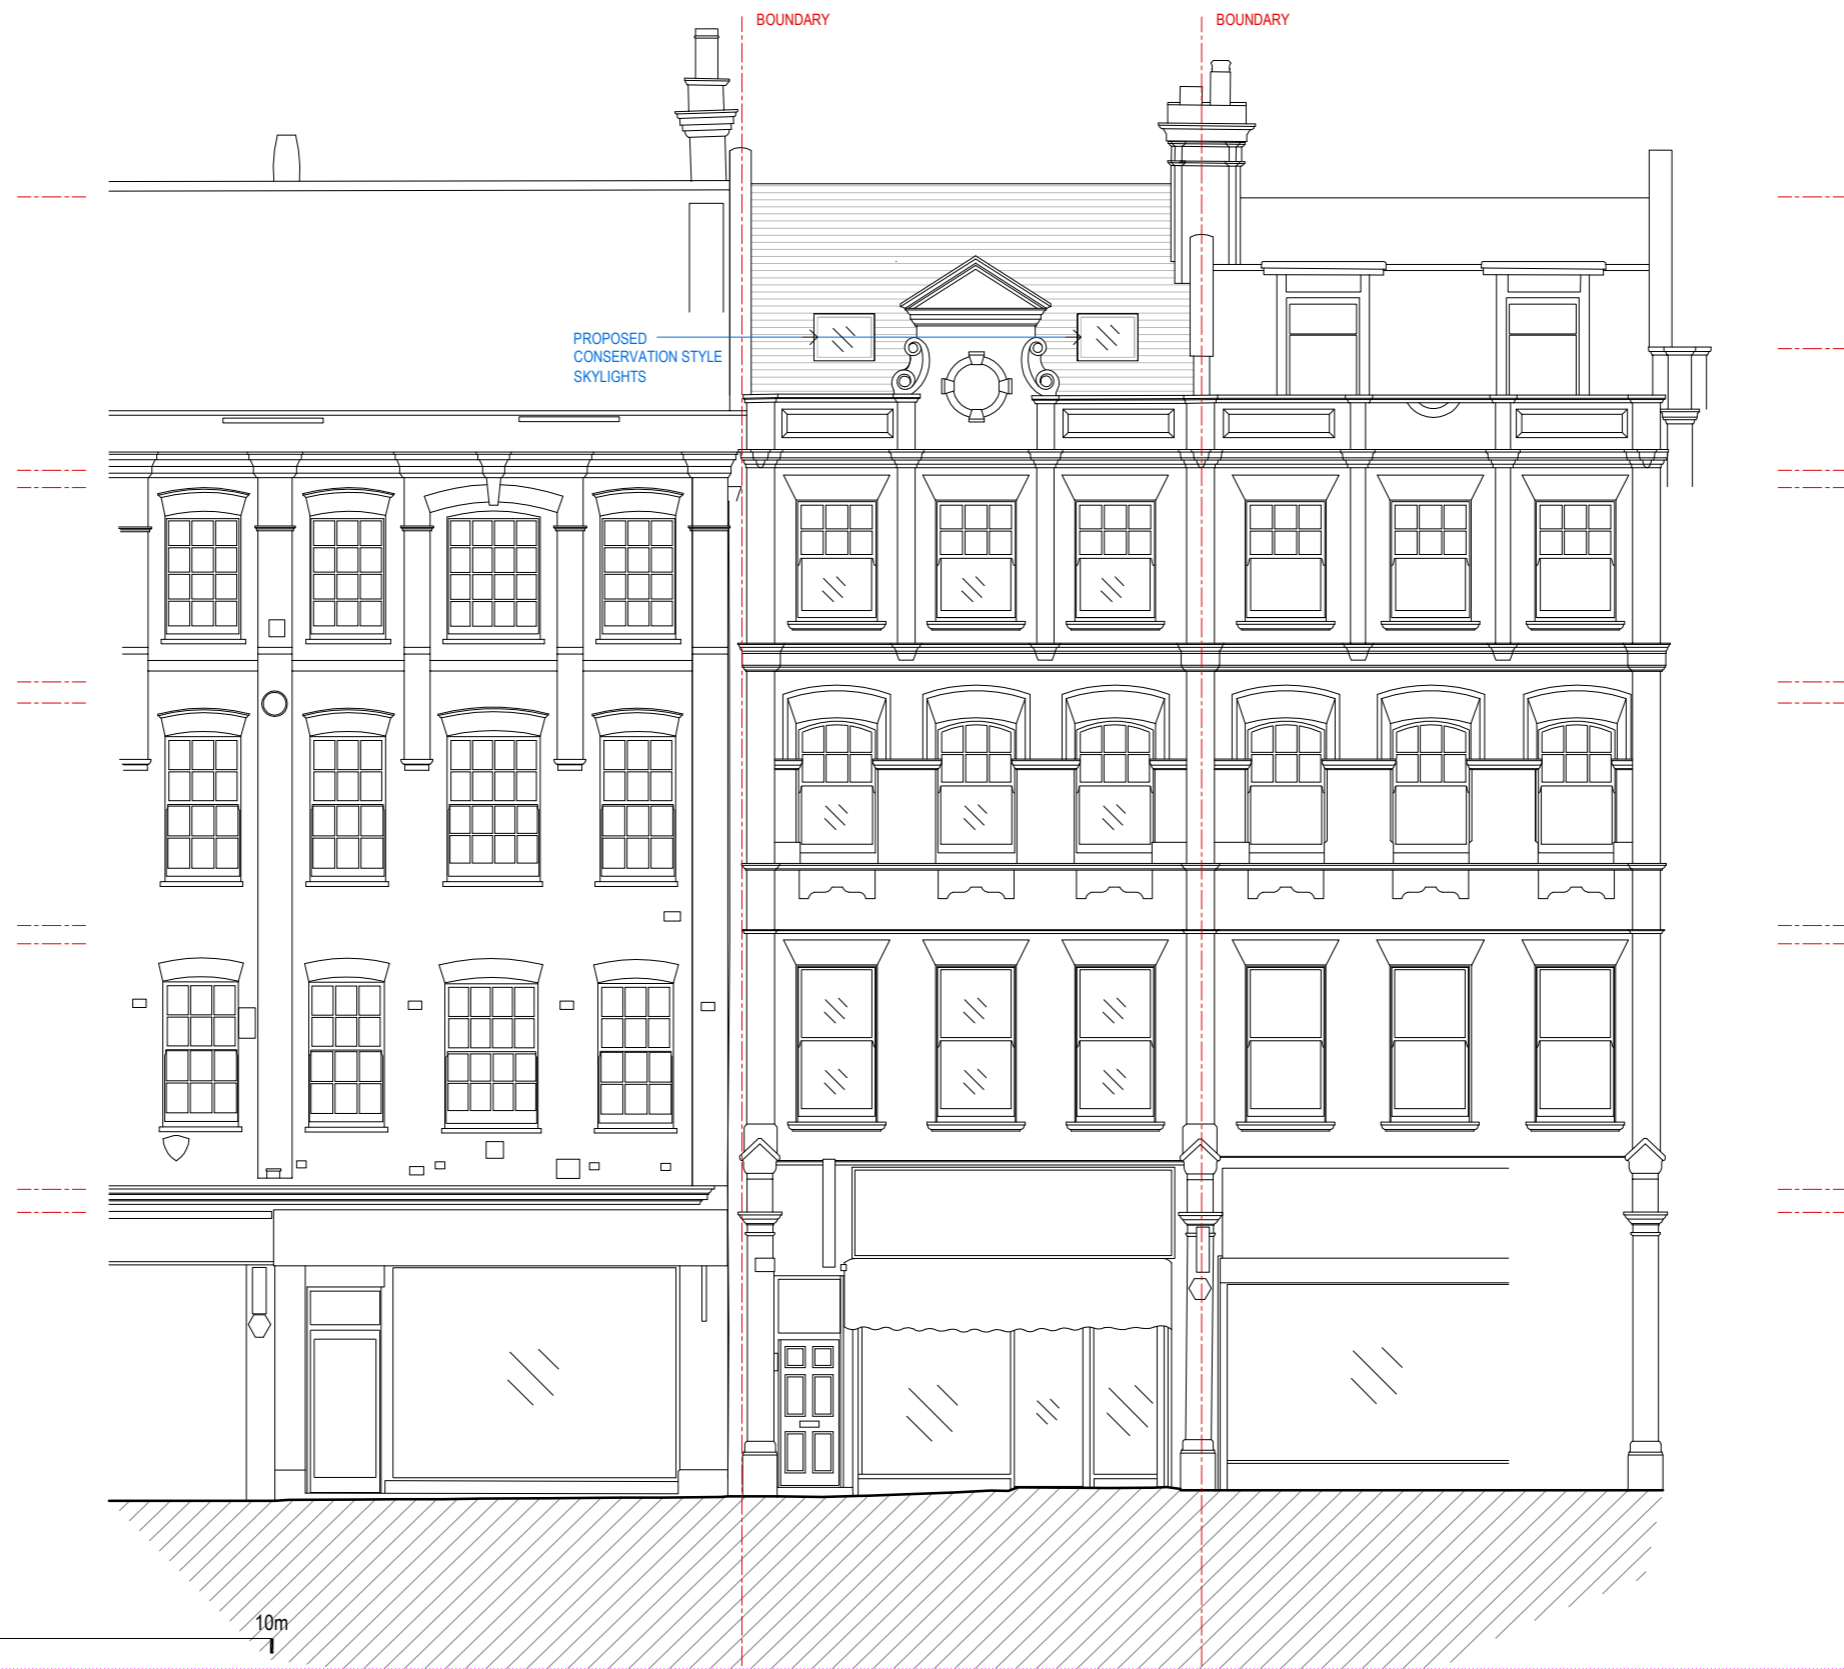 BOUNDARY
BOUNDARY
PROPOSED
CONSERVATION STYLE
SKYLIGHTS
10m